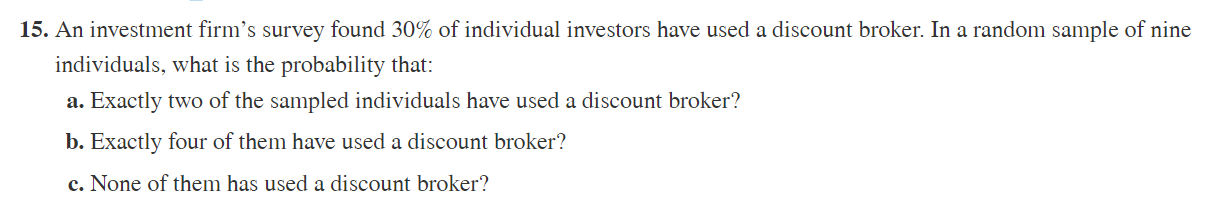 15. An investment firm’s survey found 30% of individual investors have used a discount broker. In a random sample of nine
individuals, what is the probability that:
a. Exactly two of the sampled individuals have used a discount broker?
b. Exactly four of them have used a discount broker?
c. None of them has used a discount broker?